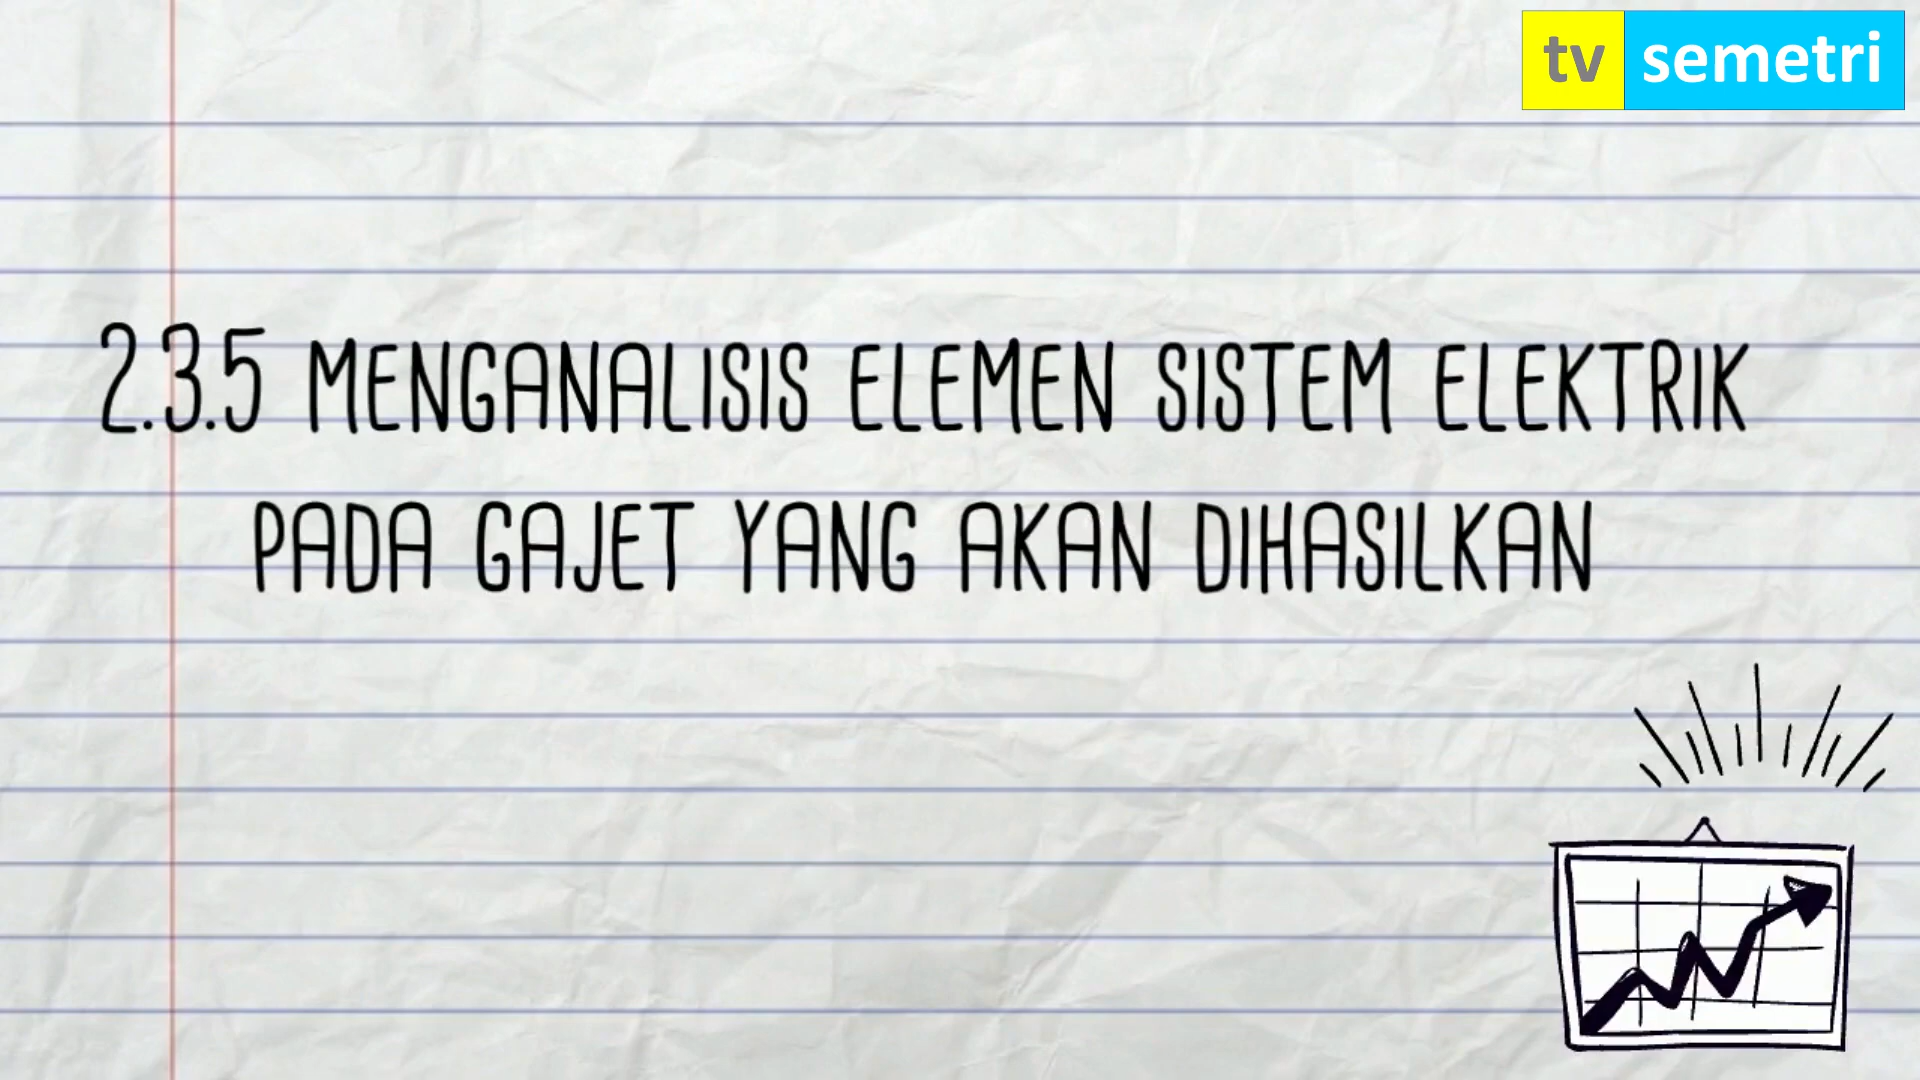 tv semetri
2.3.5 MENGANALISIS ELEMEN SISTEM ELEKTRIK
PADA GAJET YANG AKAN DIHASILKAN